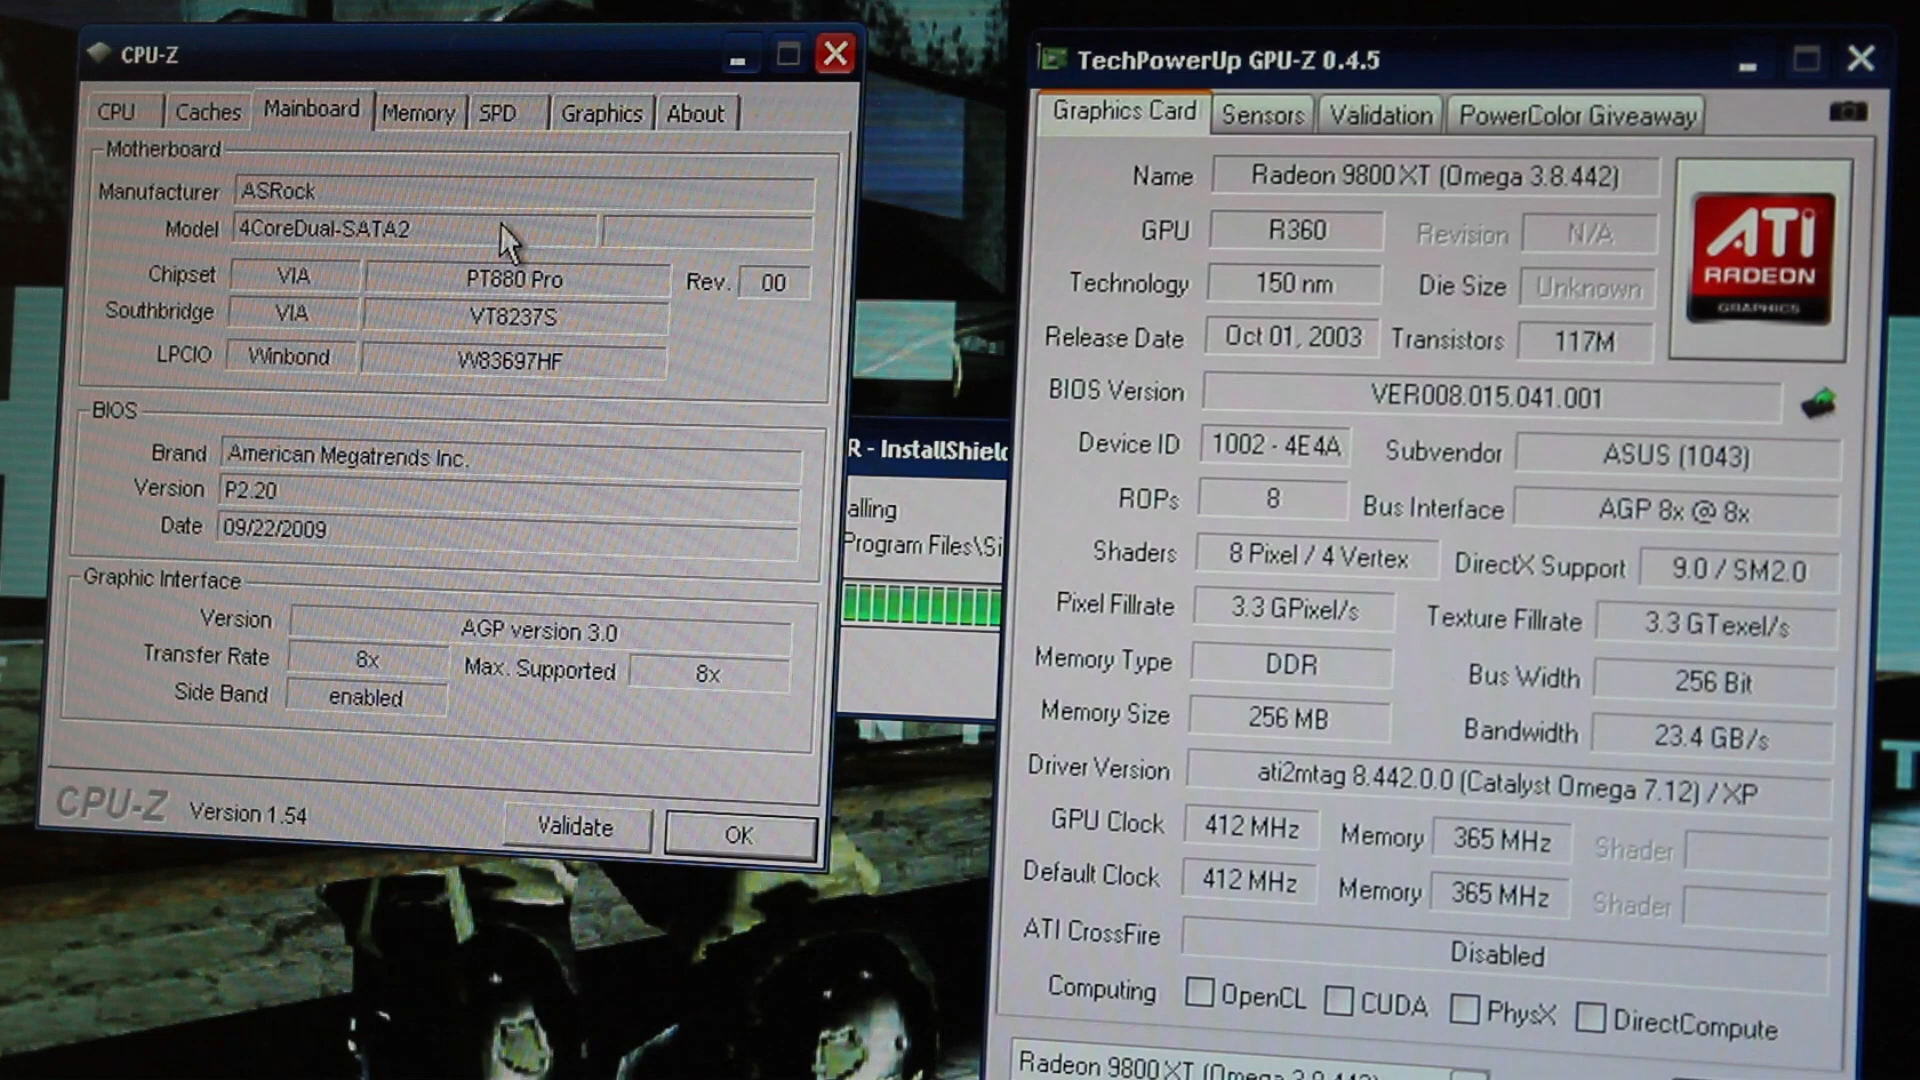 CPU-Z
CPU Caches Mainboard Memory SPD Graphics About
Motherboard
Manufacturer ASRock
Model 4CoreDual-SATA2
Chipset VIA PT880 Pro Rev. 00
Southbridge VIA VT8237S
LPCIO Winbond W83697HF
BIOS
Brand American Megatrends Inc.
Version P2.20
Date 09/22/2009
Graphic Interface
Version AGP version 3.0
Transfer Rate 8x Max. Supported 8x
Side Band enabled
CPU-Z Version 1.54 Validate OK
R - InstallShield
alling
Program Files\Si
TechPowerUp GPU-Z 0.4.5
Graphics Card Sensors Validation PowerColor Giveaway
Name Radeon 9800 XT (Omega 3.8.442)
ATI
RADEON
GRAPHICS
GPU R360 Revision N/A
Technology 150 nm Die Size Unknown
Release Date Oct 01, 2003 Transistors 117M
BIOS Version VER008.015.041.001
Device ID 1002 - 4E4A Subvendor ASUS (1043)
ROPs 8 Bus Interface AGP 8x @ 8x
Shaders 8 Pixel / 4 Vertex DirectX Support 9.0 / SM2.0
Pixel Fillrate 3.3 GPixel/s Texture Fillrate 3.3 GTexel/s
Memory Type DDR Bus Width 256 Bit
Memory Size 256 MB Bandwidth 23.4 GB/s
Driver Version ati2mtag 8.442.0.0 (Catalyst Omega 7.12) / XP
GPU Clock 412 MHz Memory 365 MHz Shader
Default Clock 412 MHz Memory 365 MHz Shader
ATI CrossFire Disabled
Computing OpenCL CUDA PhysX DirectCompute
Radeon 9800 XT (Omega 3.8.442)